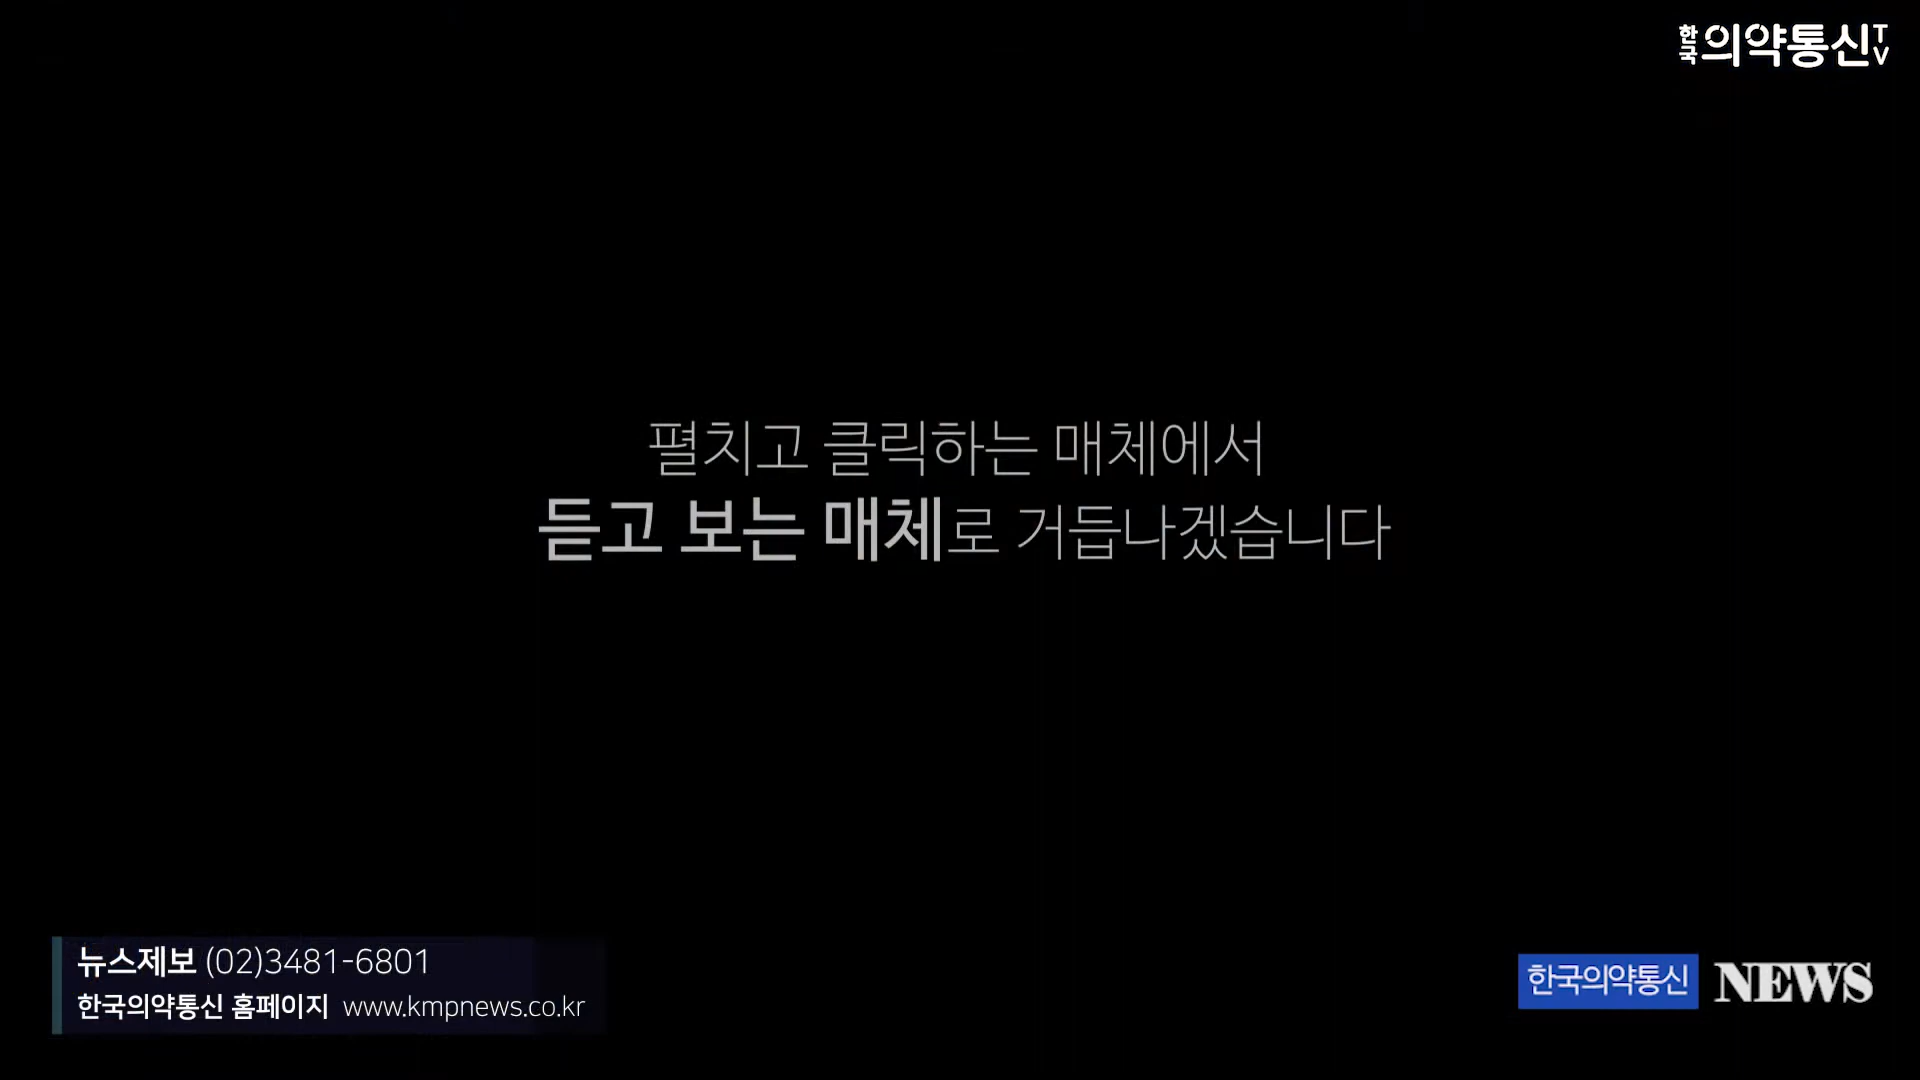 한국의약통신TV
펼치고 클릭하는 매체에서
듣고 보는 매체로 거듭나겠습니다
뉴스제보 (02)3481-6801
한국의약통신 홈페이지 www.kmpnews.co.kr
한국의약통신 NEWS